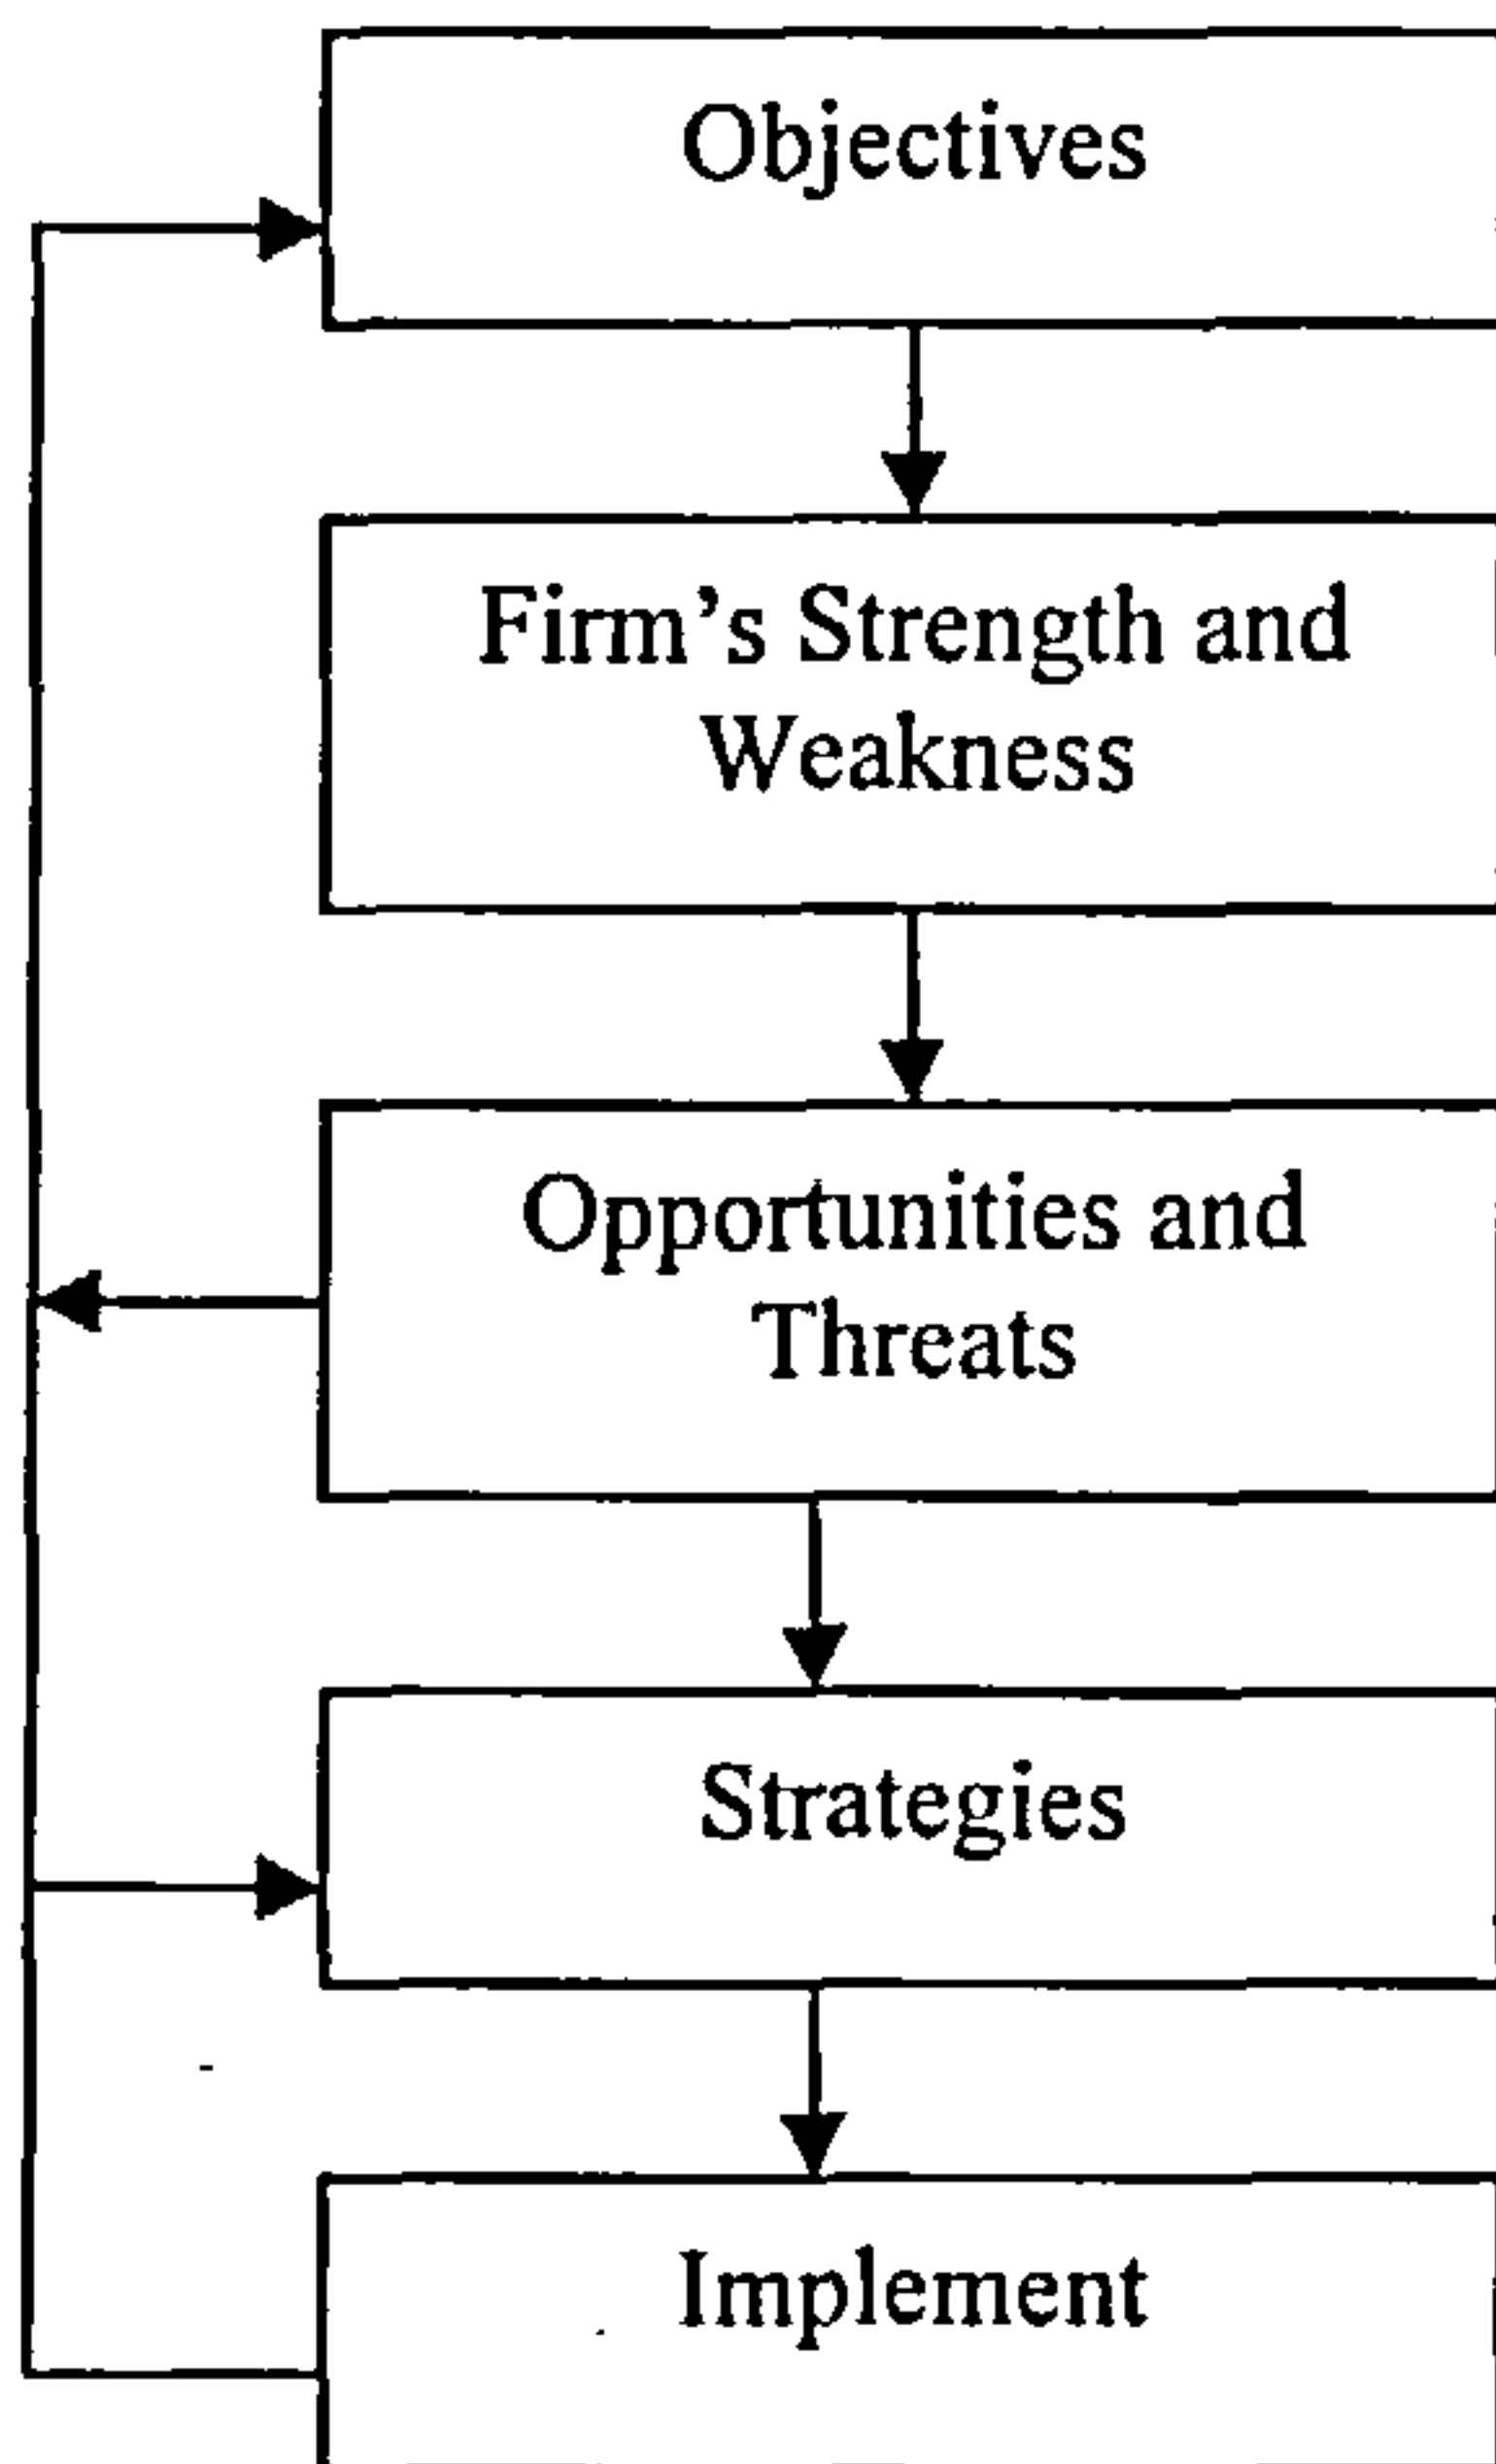 Objectives
Firm's Strength and
Weakness
Opportunities and
Threats
Strategies
Implement